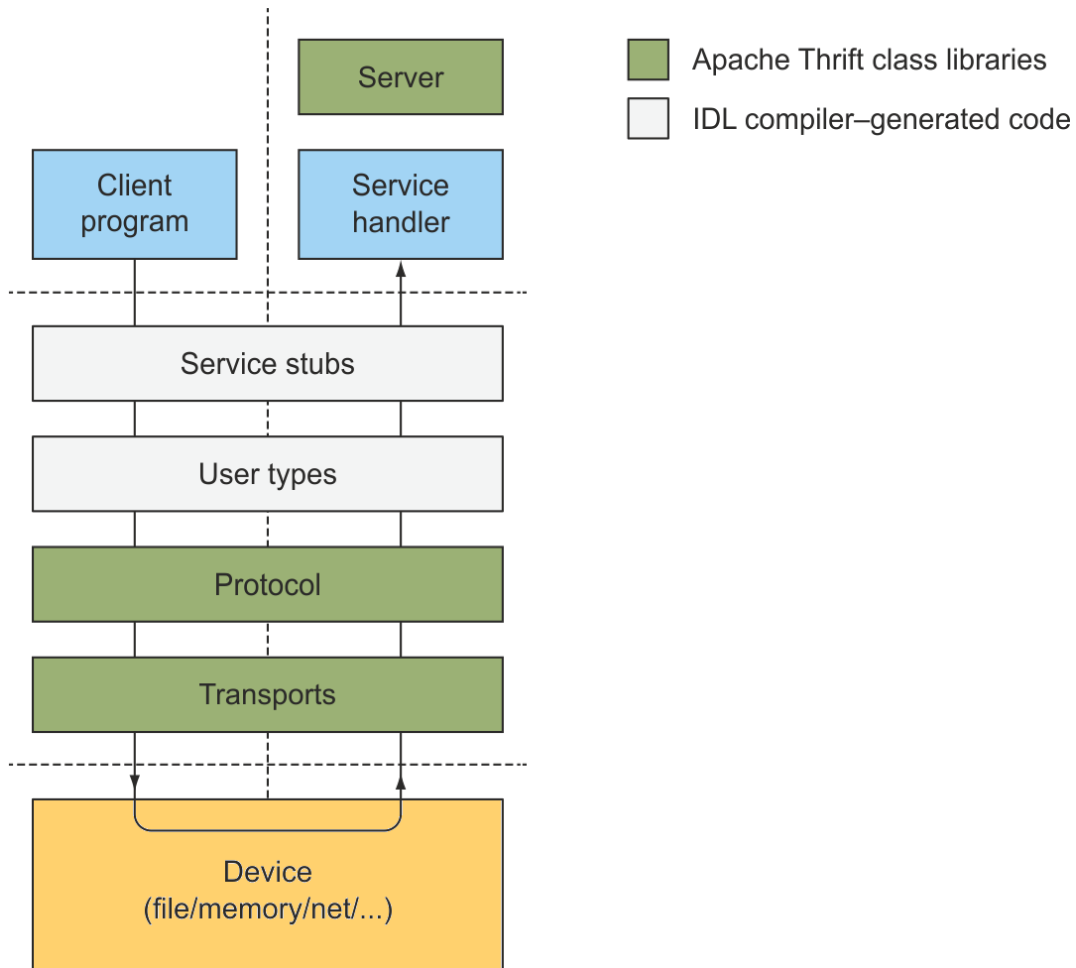 Server
Apache Thrift class libraries
IDL compiler–generated code
Client
program
Service
handler
Service stubs
User types
Protocol
Transports
Device
(file/memory/net/...)